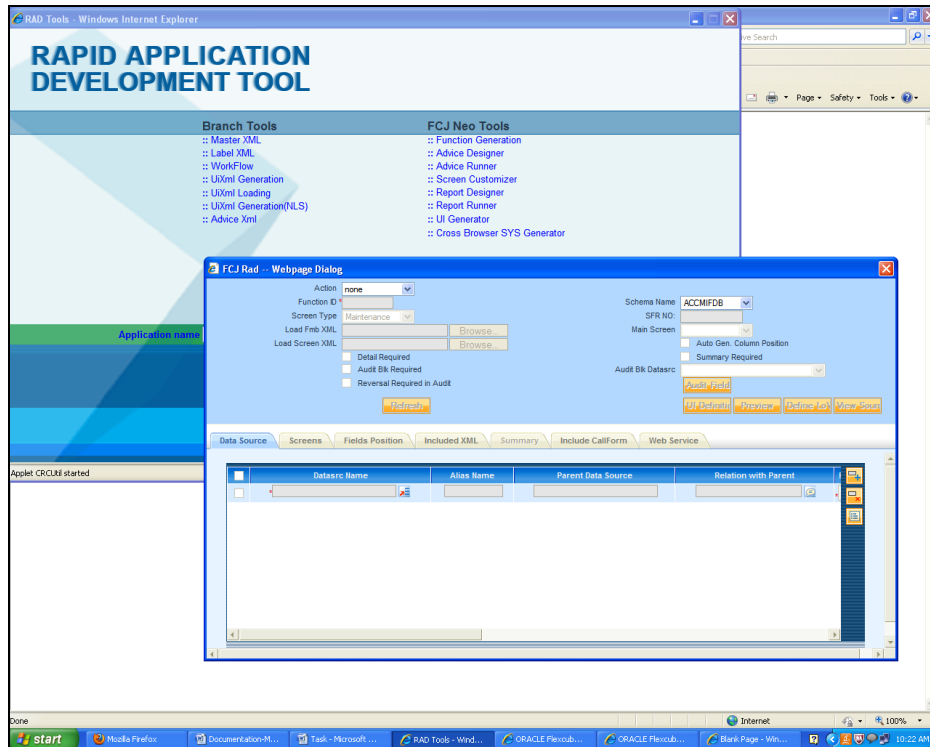 RAD Tools - Windows Internet Explorer
ve Search
RAPID APPLICATION
DEVELOPMENT TOOL
Page Safety Tools
Branch Tools
:: Master XML
:: Label XML
:: WorkFlow
:: UiXml Generation
:: UiXml Loading
:: UiXml Generation(NLS)
:: Advice Xml
FCJ Neo Tools
:: Function Generation
:: Advice Designer
:: Advice Runner
:: Screen Customizer
:: Report Designer
:: Report Runner
:: UI Generator
:: Cross Browser SYS Generator
Application name
Applet CRCUtil started
FCJ Rad -- Webpage Dialog
Action none
Function ID *
Schema Name ACCMIFDB
Screen Type Maintenance
SFR NO:
Load Fmb XML Browse...
Main Screen
Load Screen XML Browse...
Auto Gen. Column Position
Detail Required
Summary Required
Audit Blk Required
Audit Blk Datasrc
Reversal Required in Audit
Audit Field
Refresh
UI Definitio Preview Define LoV View Sourc
Data Source Screens Fields Position Included XML Summary Include CallForm Web Service
Datasrc Name Alias Name Parent Data Source Relation with Parent
*
Done
Internet
100%
start Mozilla Firefox Documentation-M... Task - Microsoft ... RAD Tools - Wind... ORACLE Flexcub... ORACLE Flexcub... Blank Page - Win... 10:22 AM